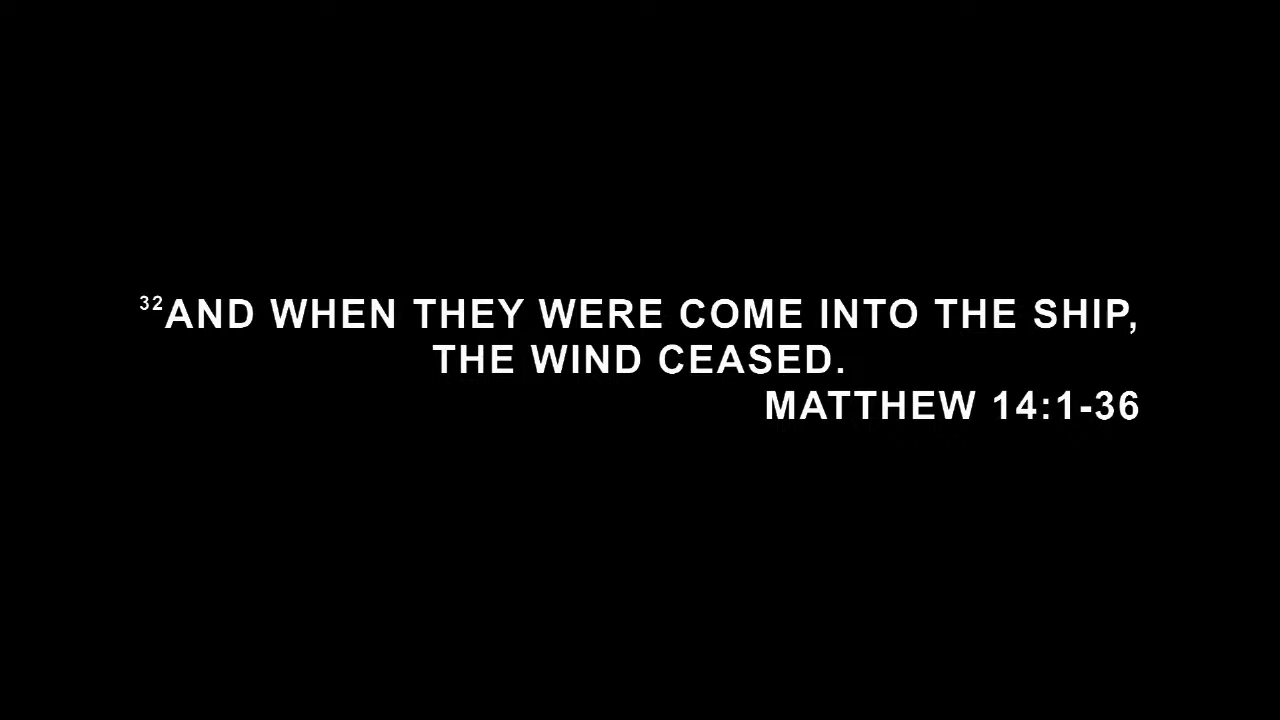 ³²AND WHEN THEY WERE COME INTO THE SHIP,
THE WIND CEASED.
MATTHEW 14:1-36